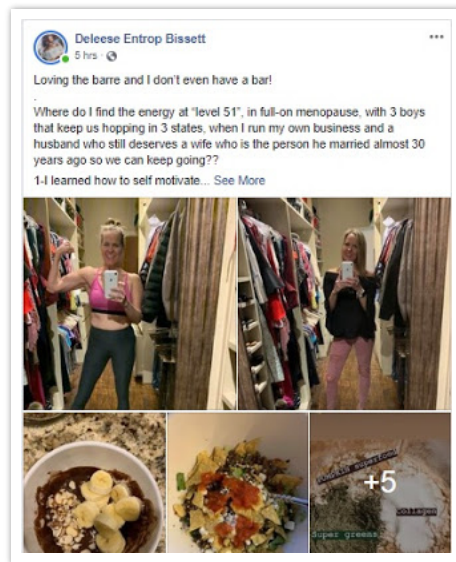 Deleese Entrop Bissett
5 hrs ·
Loving the barre and I don't even have a bar!
.
Where do I find the energy at "level 51", in full-on menopause, with 3 boys
that keep us hopping in 3 states, when I run my own business and a
husband who still deserves a wife who is the person he married almost 30
years ago so we can keep going??
1-I learned how to self motivate... See More
superfood
+5
Collagen
Super greens